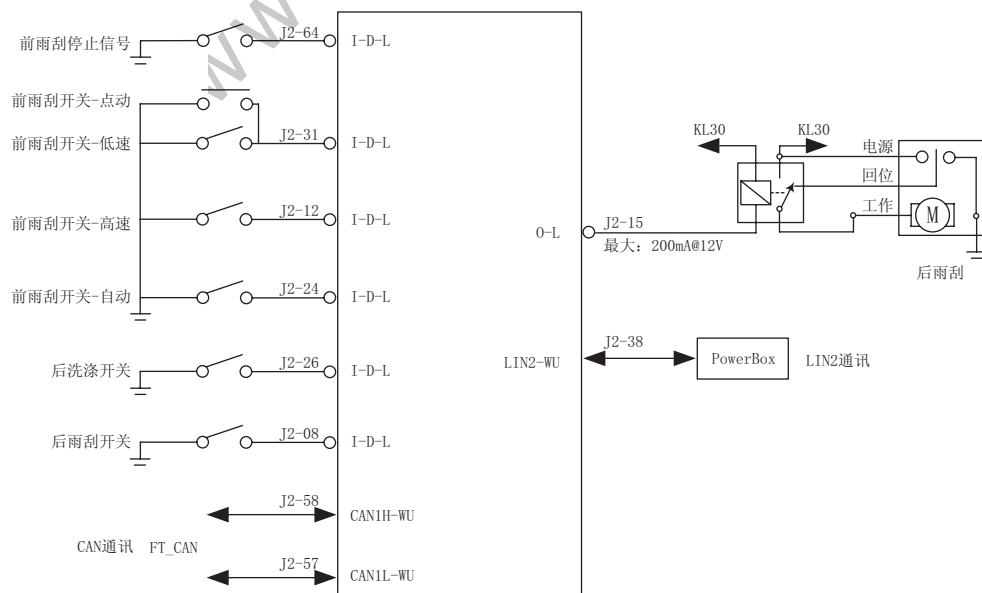 前雨刮停止信号 J2-64 I-D-L
前雨刮开关-点动
前雨刮开关-低速 J2-31 I-D-L
前雨刮开关-高速 J2-12 I-D-L
前雨刮开关-自动 J2-24 I-D-L
后洗涤开关 J2-26 I-D-L
后雨刮开关 J2-08 I-D-L
J2-58 CAN1H-WU
CAN通讯 FT_CAN
J2-57 CAN1L-WU
O-L J2-15
最大：200mA@12V
KL30 KL30
电源
回位
工作
M
后雨刮
LIN2-WU J2-38 PowerBox LIN2通讯
WW